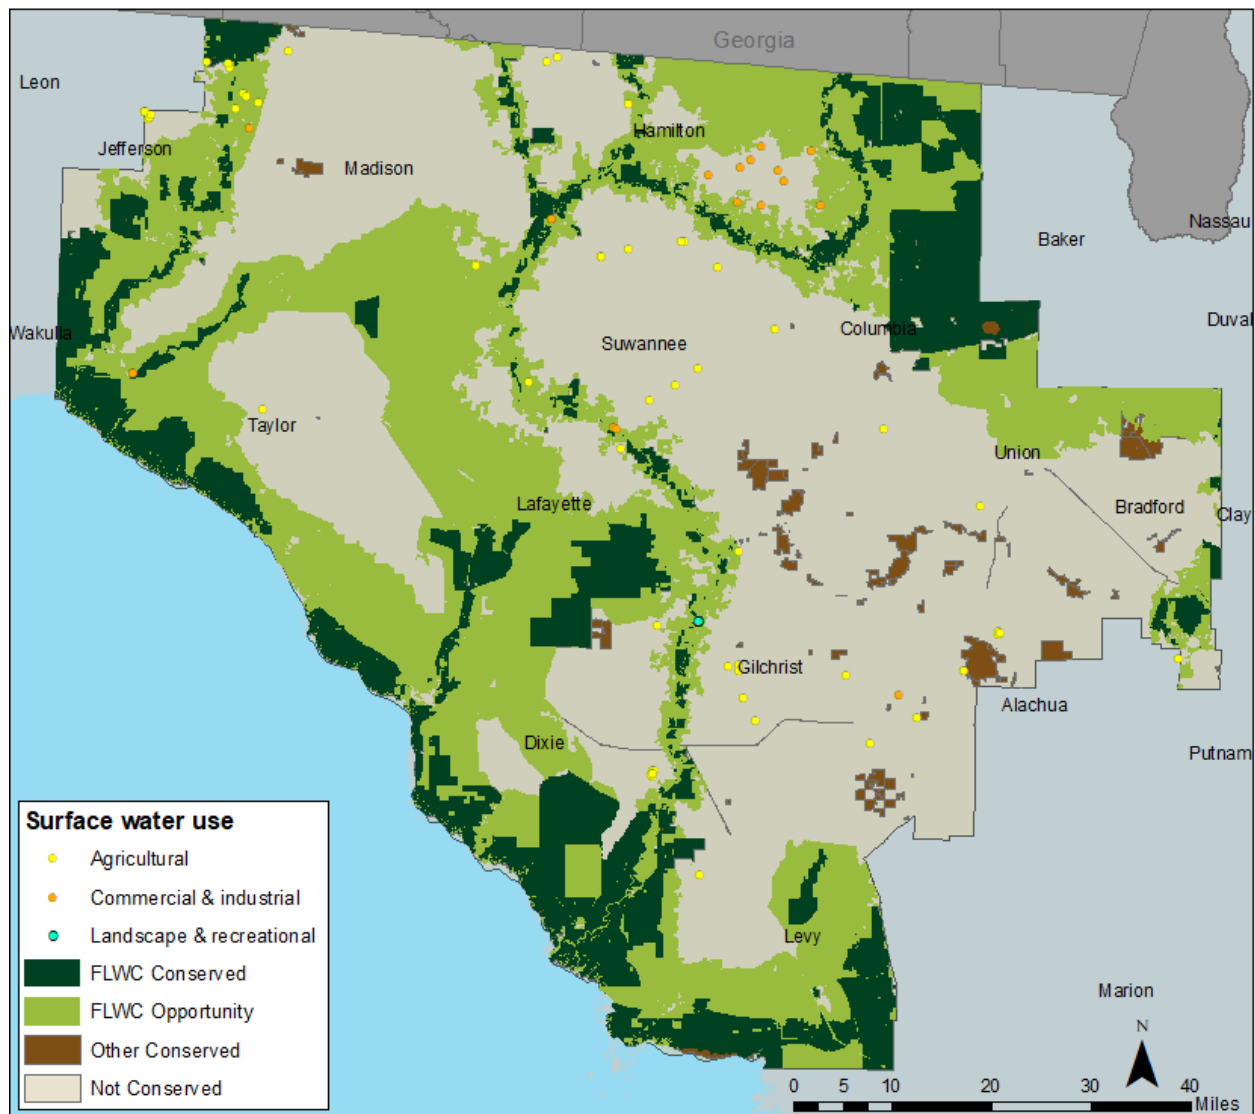 Georgia
Leon
Hamilton
Jefferson
Madison
Nassau
Baker
Duval
Columbia
Wakulla
Suwannee
Taylor
Union
Lafayette
Bradford
Clay
Gilchrist
Alachua
Dixie
Putnam
Surface water use
Agricultural
Commercial & industrial
Landscape & recreational
FLWC Conserved
FLWC Opportunity
Other Conserved
Not Conserved
Levy
Marion
N
0 5 10 20 30 40
Miles